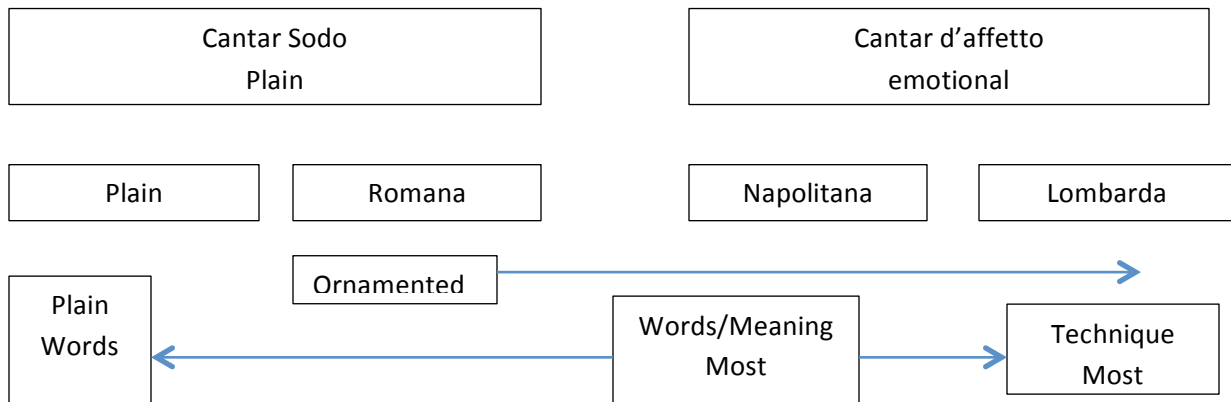 Cantar Sodo
Plain
Cantar d’affetto
emotional
Plain
Romana
Napolitana
Lombarda
Ornamented
Plain
Words
Words/Meaning
Most
Technique
Most